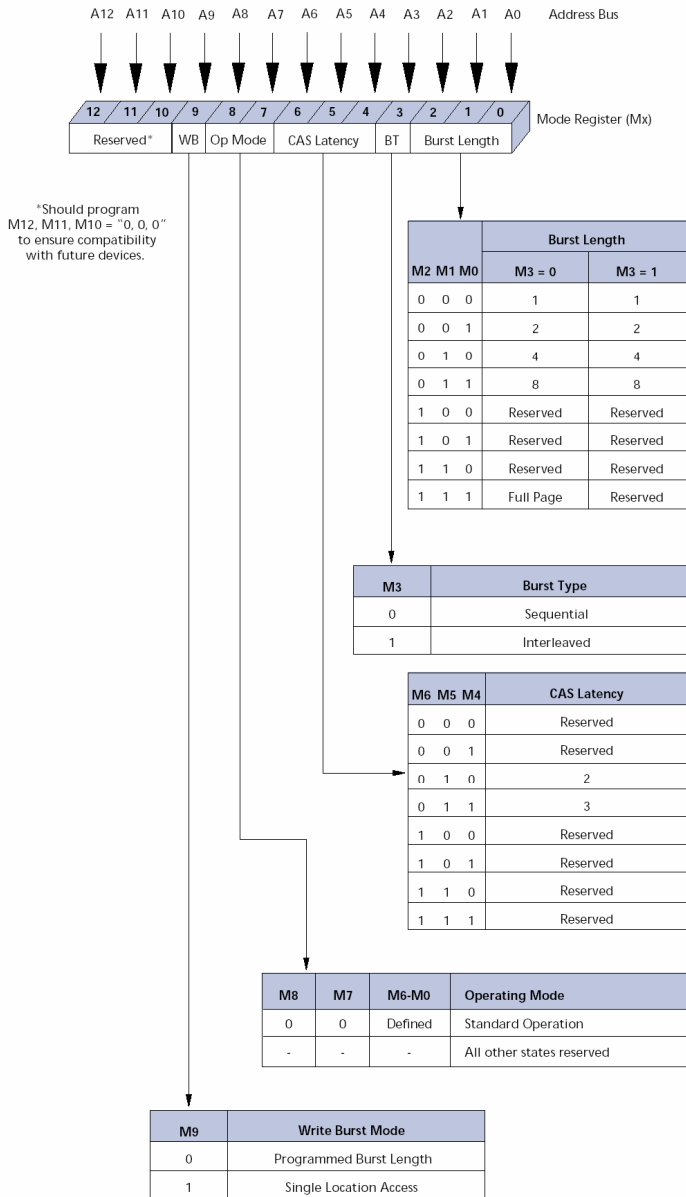 A12 A11 A10 A9 A8 A7 A6 A5 A4 A3 A2 A1 A0 Address Bus
12 11 10 9 8 7 6 5 4 3 2 1 0 Mode Register (Mx)
Reserved* WB Op Mode CAS Latency BT Burst Length
*Should program
M12, M11, M10 = "0, 0, 0"
to ensure compatibility
with future devices.
Burst Length
M2 M1 M0 M3 = 0 M3 = 1
0 0 0 1 1
0 0 1 2 2
0 1 0 4 4
0 1 1 8 8
1 0 0 Reserved Reserved
1 0 1 Reserved Reserved
1 1 0 Reserved Reserved
1 1 1 Full Page Reserved
M3 Burst Type
0 Sequential
1 Interleaved
M6 M5 M4 CAS Latency
0 0 0 Reserved
0 0 1 Reserved
0 1 0 2
0 1 1 3
1 0 0 Reserved
1 0 1 Reserved
1 1 0 Reserved
1 1 1 Reserved
M8 M7 M6-M0 Operating Mode
0 0 Defined Standard Operation
- - - All other states reserved
M9 Write Burst Mode
0 Programmed Burst Length
1 Single Location Access